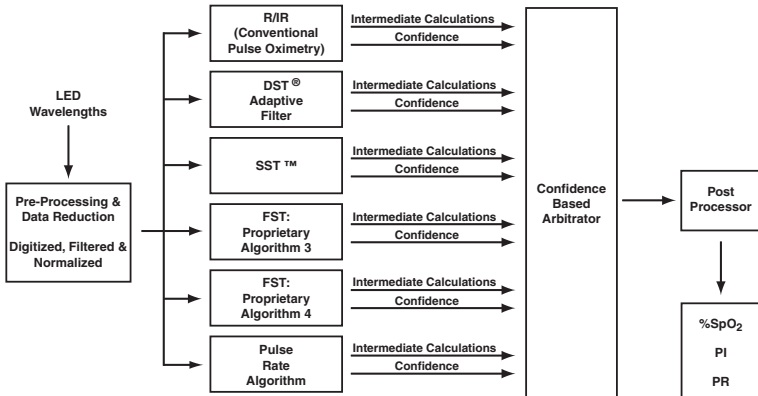 LED
Wavelengths
Pre-Processing &
Data Reduction
Digitized, Filtered &
Normalized
R/IR
(Conventional
Pulse Oximetry)
Intermediate Calculations
Confidence
DST ®
Adaptive
Filter
Intermediate Calculations
Confidence
SST ™
Intermediate Calculations
Confidence
FST:
Proprietary
Algorithm 3
Intermediate Calculations
Confidence
FST:
Proprietary
Algorithm 4
Intermediate Calculations
Confidence
Pulse
Rate
Algorithm
Intermediate Calculations
Confidence
Confidence
Based
Arbitrator
Post
Processor
%SpO₂
PI
PR